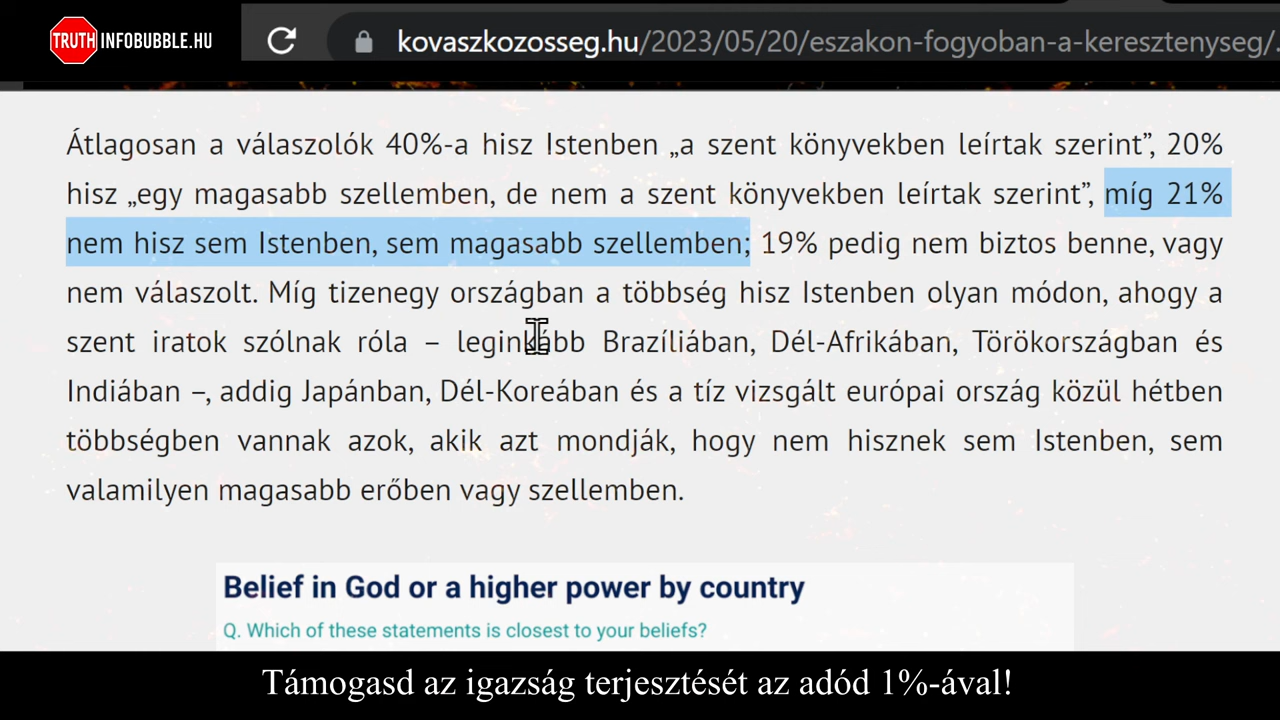 TRUTH INFOBUBBLE.HU
kovaszkozosseg.hu/2023/05/20/eszakon-fogyoban-a-keresztenyseg/.
Átlagosan a válaszolók 40%-a hisz Istenben „a szent könyvekben leírtak szerint”, 20%
hisz „egy magasabb szellemben, de nem a szent könyvekben leírtak szerint”, míg 21%
nem hisz sem Istenben, sem magasabb szellemben; 19% pedig nem biztos benne, vagy
nem válaszolt. Míg tizenegy országban a többség hisz Istenben olyan módon, ahogy a
szent iratok szólnak róla – leginkább Brazíliában, Dél-Afrikában, Törökországban és
Indiában –, addig Japánban, Dél-Koreában és a tíz vizsgált európai ország közül hétben
többségben vannak azok, akik azt mondják, hogy nem hisznek sem Istenben, sem
valamilyen magasabb erőben vagy szellemben.
Belief in God or a higher power by country
Q. Which of these statements is closest to your beliefs?
Támogasd az igazság terjesztését az adód 1%-ával!